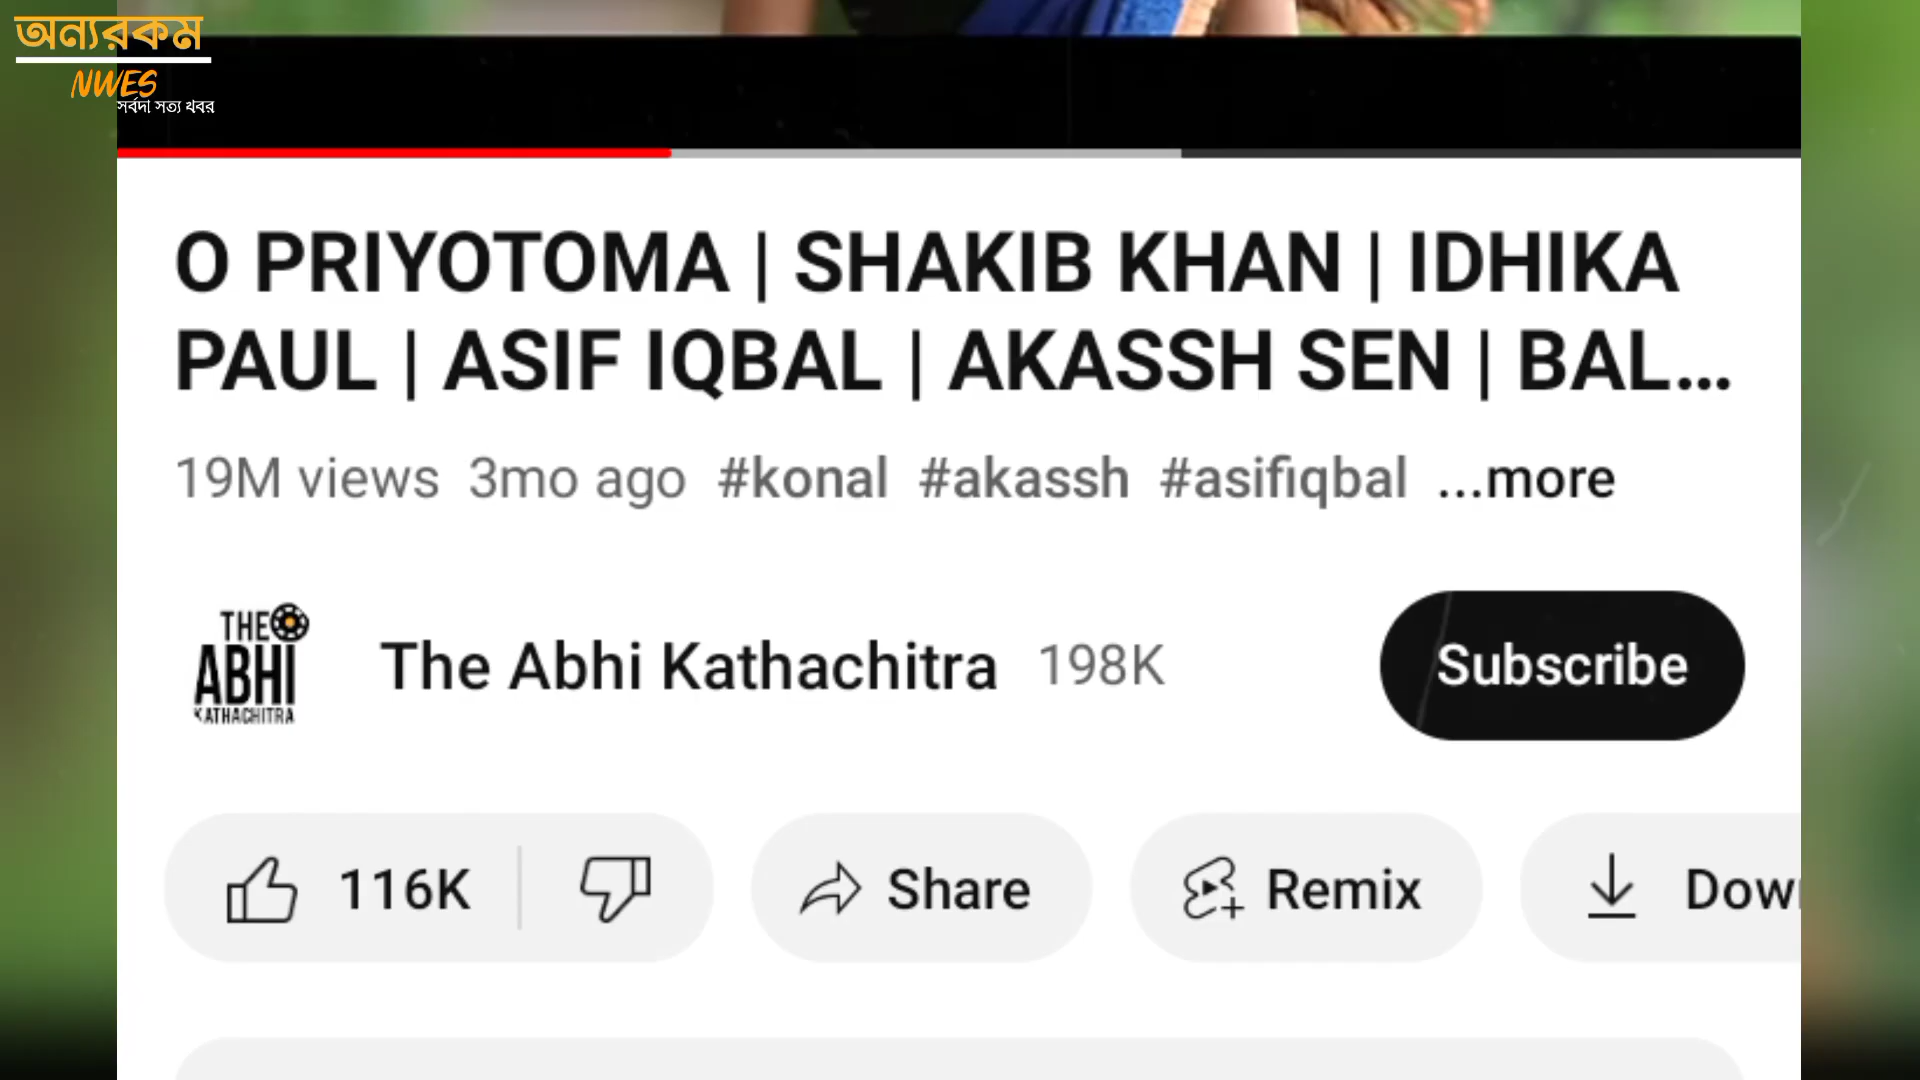 অন্যরকম
NWES
সর্বদা সত্য খবর
O PRIYOTOMA | SHAKIB KHAN | IDHIKA
PAUL | ASIF IQBAL | AKASSH SEN | BAL...
19M views 3mo ago #konal #akassh #asifiqbal ...more
THE
ABHI
KATHACHITRA
The Abhi Kathachitra 198K
Subscribe
116K Share Remix Dow